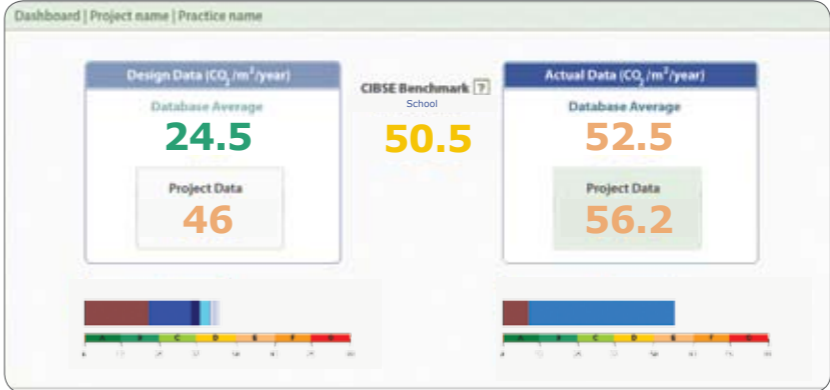 Dashboard | Project name | Practice name
Design Data (CO₂/m²/year)
Database Average
24.5
Project Data
46
CIBSE Benchmark ?
School
50.5
Actual Data (CO₂/m²/year)
Database Average
52.5
Project Data
56.2
A B C D E F G
A B C D E F G